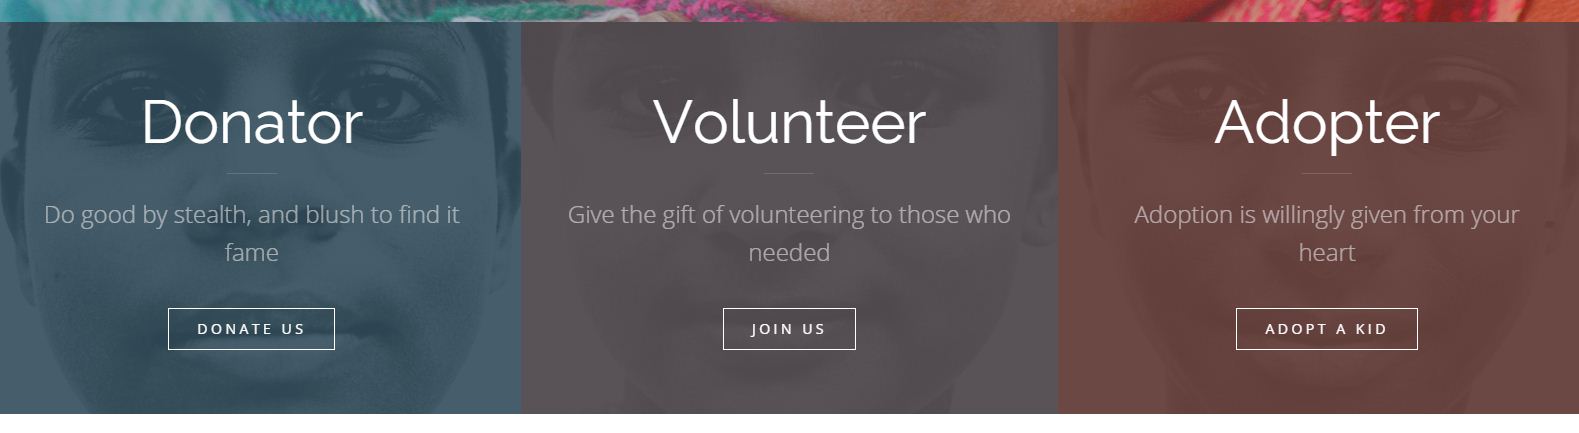 Donator
Do good by stealth, and blush to find it
fame
DONATE US
Volunteer
Give the gift of volunteering to those who
needed
JOIN US
Adopter
Adoption is willingly given from your
heart
ADOPT A KID